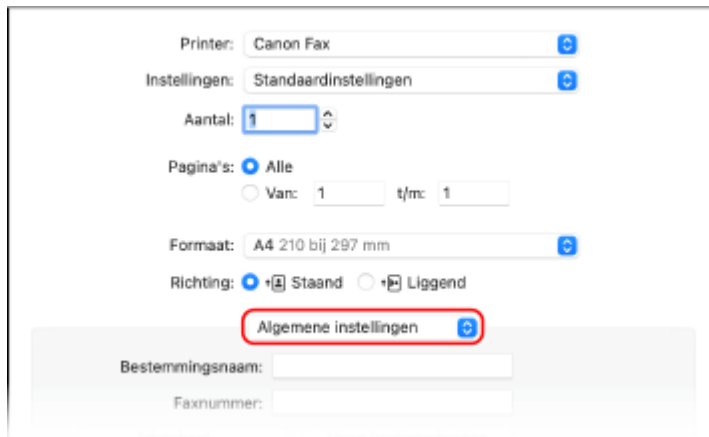 Printer: Canon Fax
Instellingen: Standaardinstellingen
Aantal: 1
Pagina's: Alle
Van: 1 t/m: 1
Formaat: A4 210 bij 297 mm
Richting: Staand Liggend
Algemene instellingen
Bestemmingsnaam:
Faxnummer: